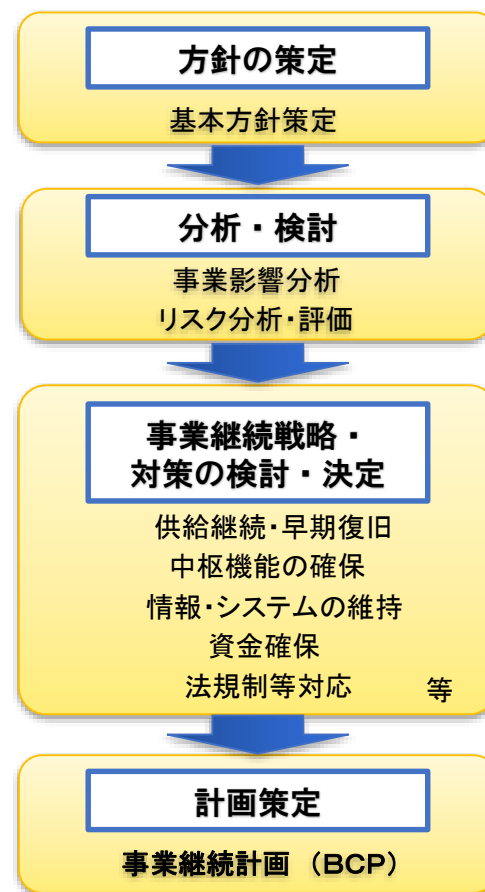 方針の策定
基本方針策定
分析・検討
事業影響分析
リスク分析・評価
事業継続戦略・
対策の検討・決定
供給継続・早期復旧
中枢機能の確保
情報・システムの維持
資金確保
法規制等対応 等
計画策定
事業継続計画（BCP）